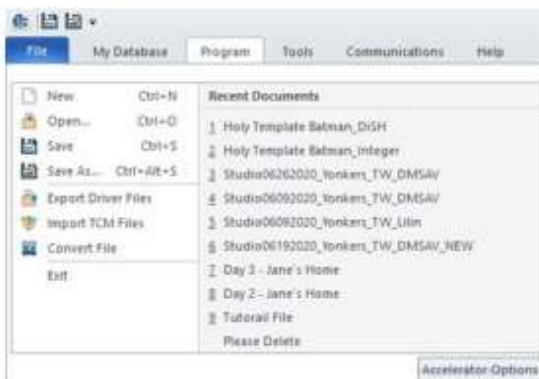 File My Database Program Tools Communications Help
New Ctrl+N
Open... Ctrl+O
Save Ctrl+S
Save As... Ctrl+Alt+S
Export Driver Files
Import TCM Files
Convert File
Exit
Recent Documents
1 Holy Template Batman_DiSH
2 Holy Template Batman_Integer
3 Studio06262020_Yonkers_TW_DMSAV
4 Studio06092020_Yonkers_TW_DMSAV
5 Studio06092020_Yonkers_TW_Lilin
6 Studio06192020_Yonkers_TW_DMSAV_NEW
7 Day 3 - Jane's Home
8 Day 2 - Jane's Home
9 Tutorail File
Please Delete
Accelerator Options